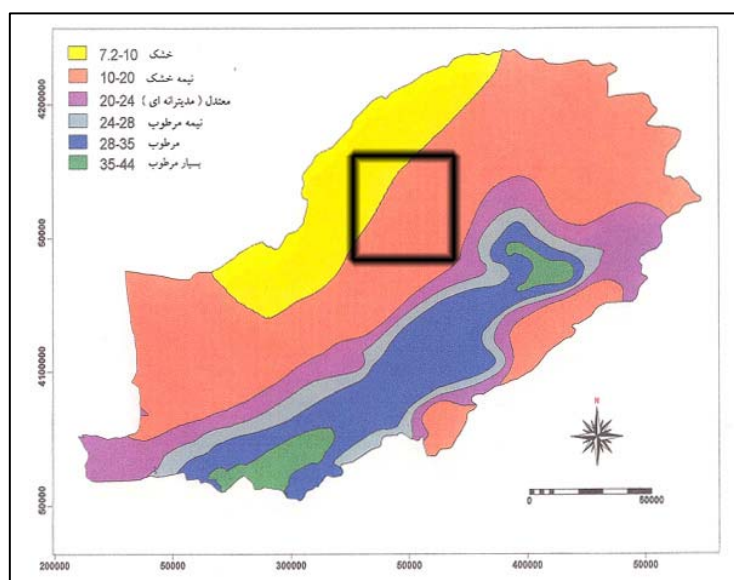 7.2-10 خشک
10-20 نیمه خشک
20-24 معتدل ( مدیترانه ای )
24-28 نیمه مرطوب
28-35 مرطوب
35-44 بسیار مرطوب
4200000
50000
4100000
50000
N
0 50000
200000 50000 300000 50000 400000 50000